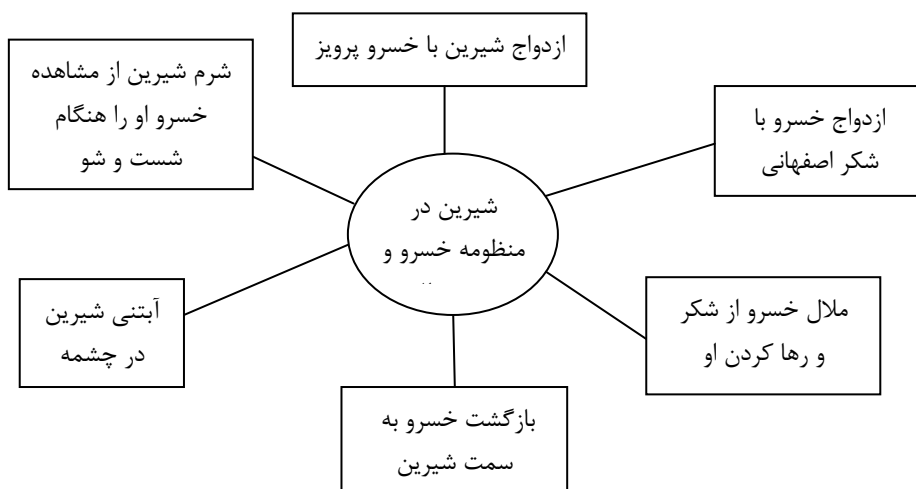 ازدواج شیرین با خسرو پرویز
شرم شیرین از مشاهده
خسرو او را هنگام
شست و شو
ازدواج خسرو با
شکر اصفهانی
شیرین در
منظومه خسرو و
آبتنی شیرین
در چشمه
ملال خسرو از شکر
و رها کردن او
بازگشت خسرو به
سمت شیرین